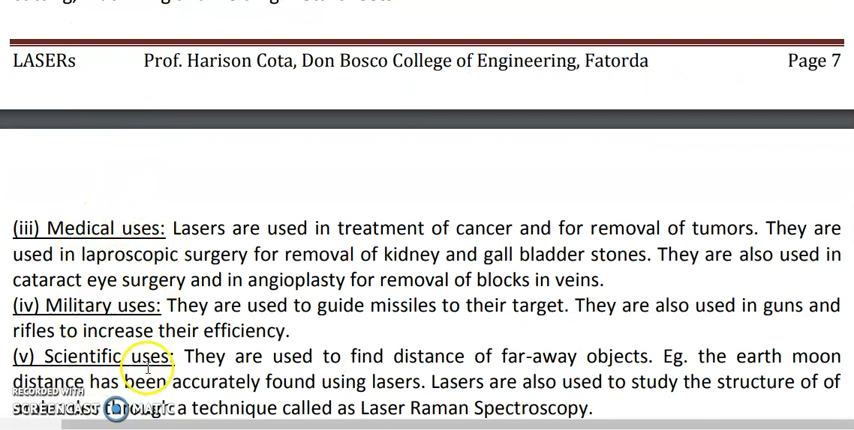 LASERs Prof. Harison Cota, Don Bosco College of Engineering, Fatorda Page 7
(iii) Medical uses: Lasers are used in treatment of cancer and for removal of tumors. They are
used in laproscopic surgery for removal of kidney and gall bladder stones. They are also used in
cataract eye surgery and in angioplasty for removal of blocks in veins.
(iv) Military uses: They are used to guide missiles to their target. They are also used in guns and
rifles to increase their efficiency.
(v) Scientific uses: They are used to find distance of far-away objects. Eg. the earth moon
distance has been accurately found using lasers. Lasers are also used to study the structure of of
through a technique called as Laser Raman Spectroscopy.
RECORDED WITH
SCREENCAST MATIC